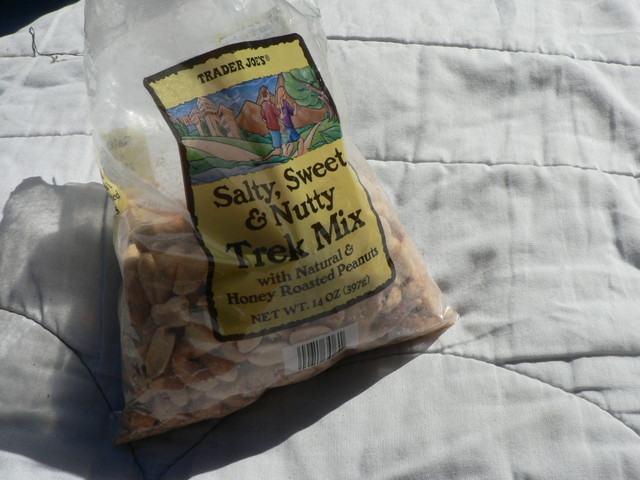 TRADER JOE'S®
Salty, Sweet
& Nutty
Trek Mix
with Natural &
Honey Roasted Peanuts
NET WT. 14 OZ (397g)